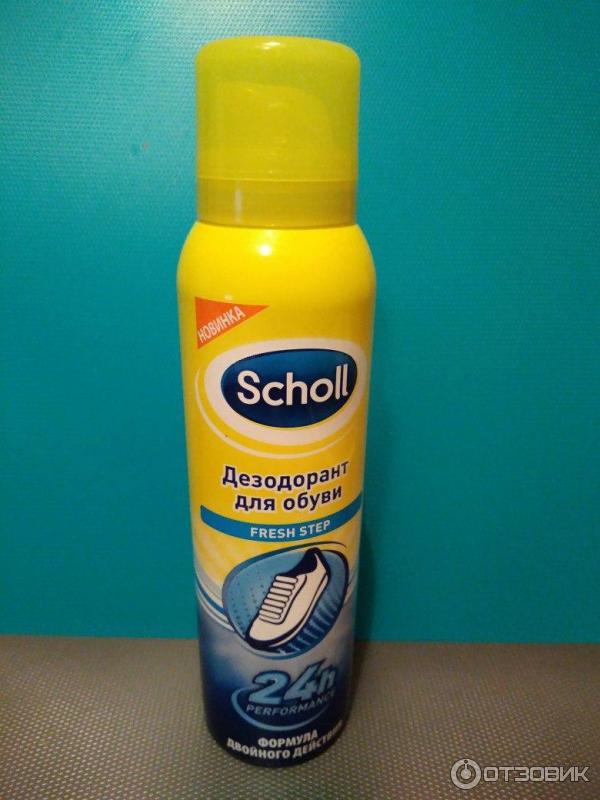 НОВИНКА
Scholl
Дезодорант
для обуви
FRESH STEP
24h
PERFORMANCE
ФОРМУЛА
ДВОЙНОГО ДЕЙСТВИЯ
ОТЗОВИК